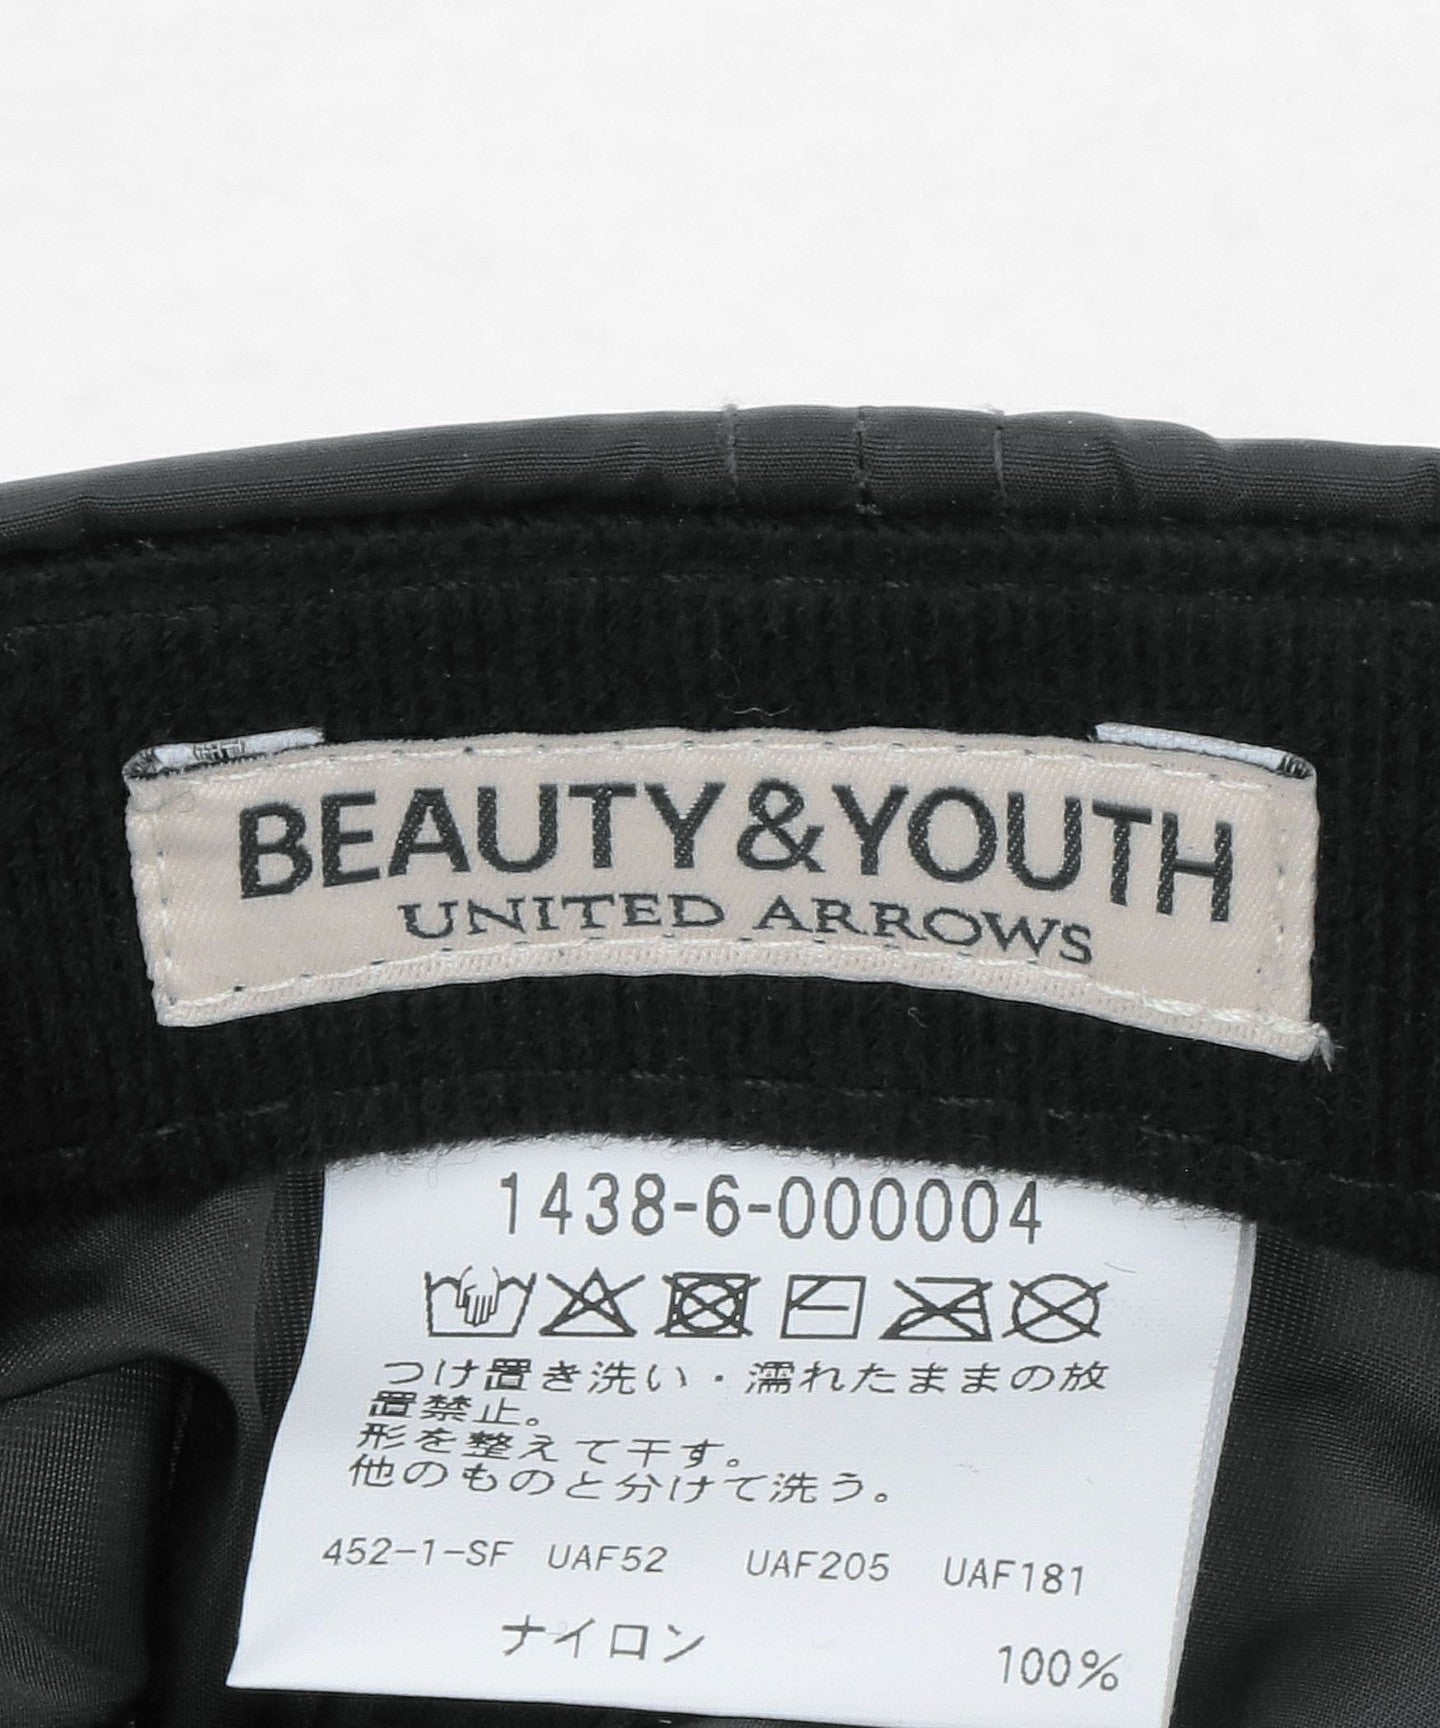 BEAUTY&YOUTH
UNITED ARROWS
1438-6-000004
つけ置き洗い・濡れたままの放
置禁止。
形を整えて干す。
他のものと分けて洗う。
452-1-SF UAF52 UAF205 UAF181
ナイロン 100%